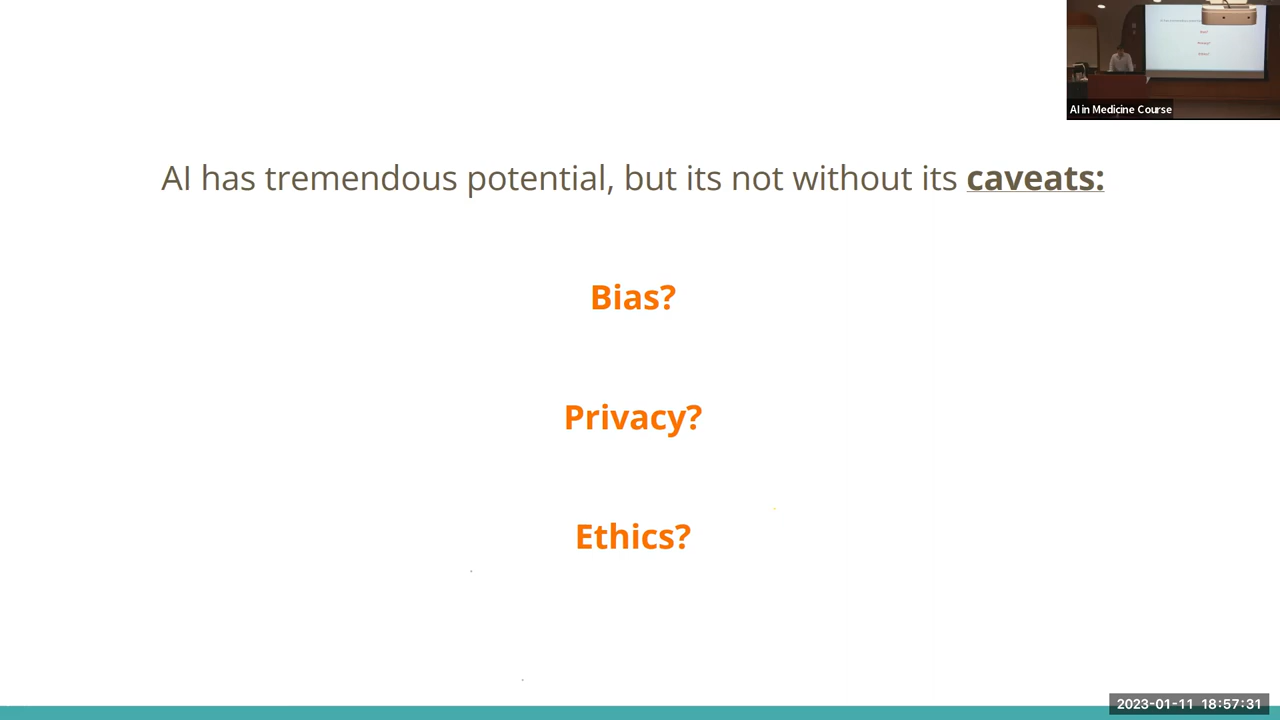 AI in Medicine Course
AI has tremendous potential, but its not without its caveats:
Bias?
Privacy?
Ethics?
2023-01-11 18:57:31